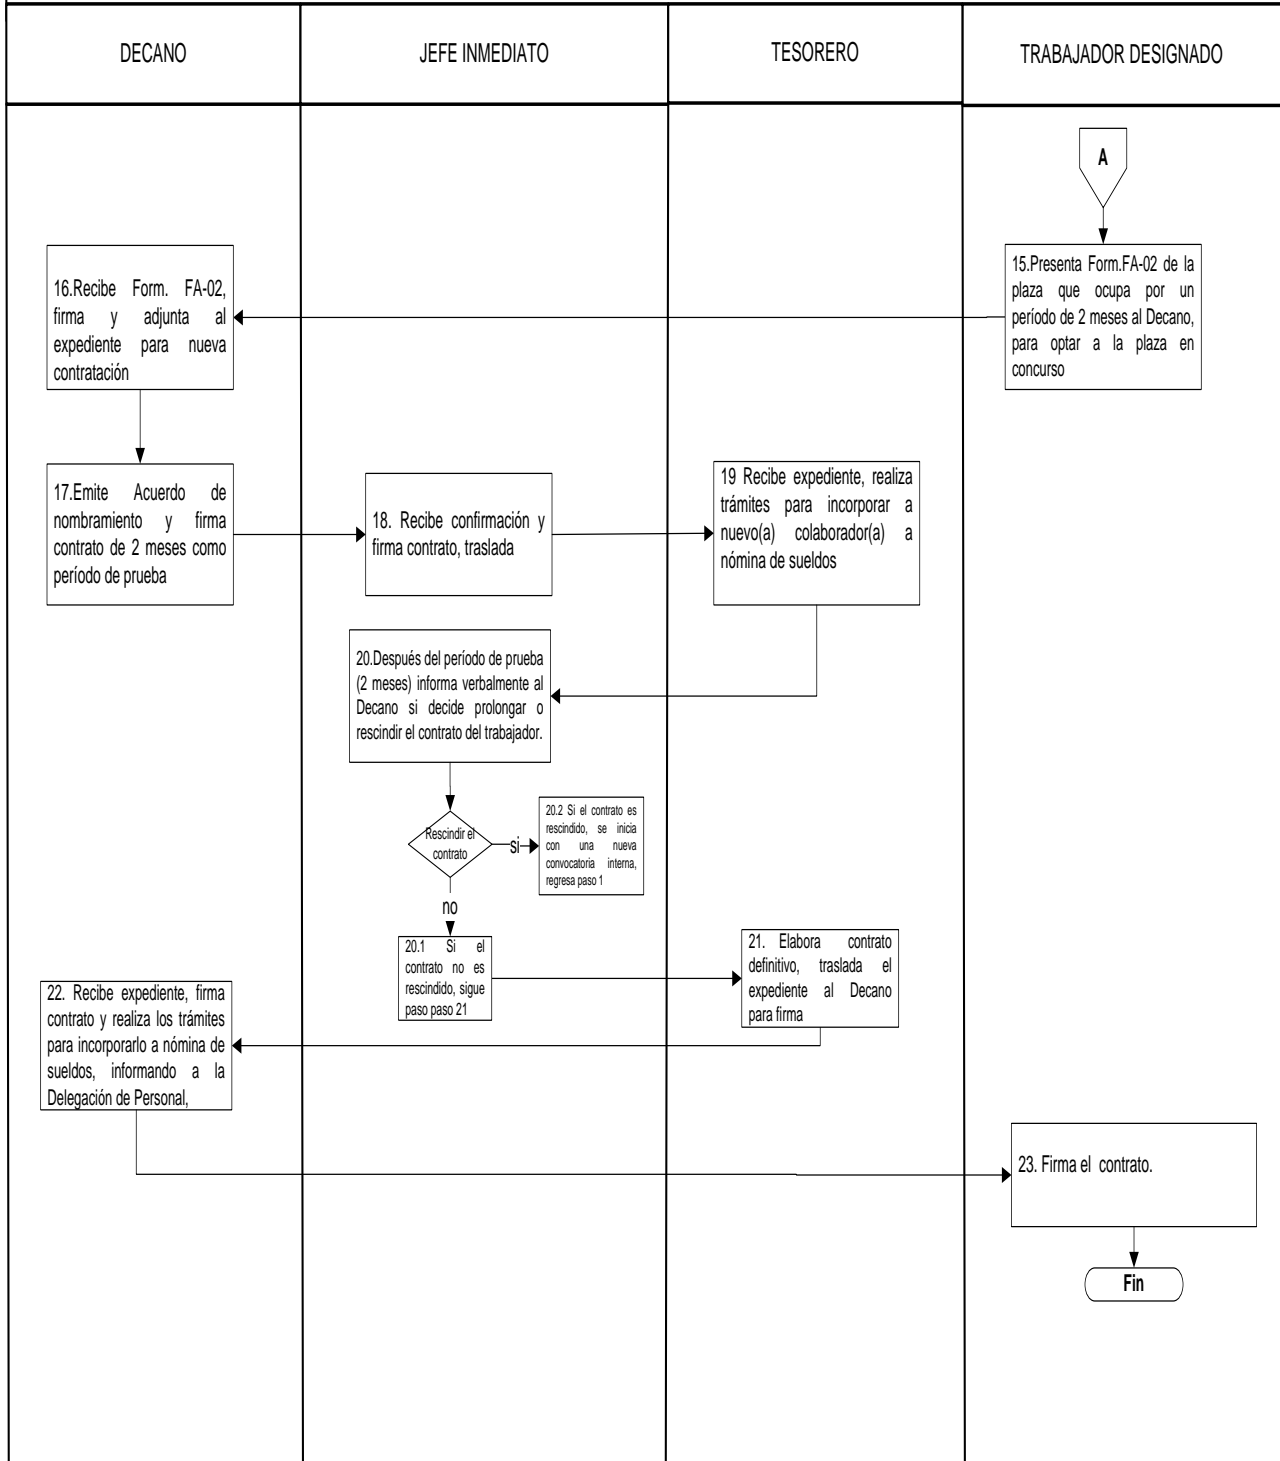 DECANO
JEFE INMEDIATO
TESORERO
TRABAJADOR DESIGNADO
A
15.Presenta Form.FA-02 de la
plaza que ocupa por un
período de 2 meses al Decano,
para optar a la plaza en
concurso
16.Recibe Form. FA-02,
firma y adjunta al
expediente para nueva
contratación
17.Emite Acuerdo de
nombramiento y firma
contrato de 2 meses como
período de prueba
18. Recibe confirmación y
firma contrato, traslada
19 Recibe expediente, realiza
trámites para incorporar a
nuevo(a) colaborador(a) a
nómina de sueldos
20.Después del período de prueba
(2 meses) informa verbalmente al
Decano si decide prolongar o
rescindir el contrato del trabajador.
Rescindir el
contrato
si
20.2 Si el contrato es
rescindido, se inicia
con una nueva
convocatoria interna,
regresa paso 1
no
20.1 Si el
contrato no es
rescindido, sigue
paso paso 21
21. Elabora contrato
definitivo, traslada el
expediente al Decano
para firma
22. Recibe expediente, firma
contrato y realiza los trámites
para incorporarlo a nómina de
sueldos, informando a la
Delegación de Personal,
23. Firma el contrato.
Fin